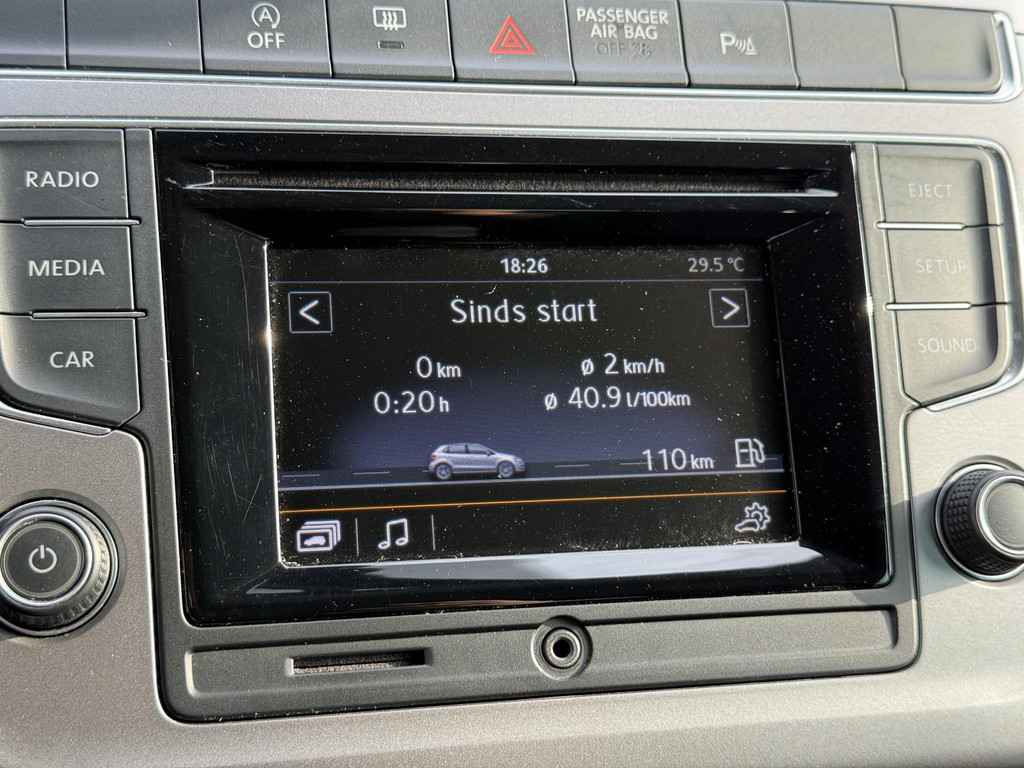 OFF
PASSENGER
AIR BAG
OFF
P
RADIO
MEDIA
CAR
EJECT
SETUP
SOUND
18:26
29.5 °C
<
Sinds start
>
0 km
ø 2 km/h
0:20 h
ø 40.9 l/100km
110 km